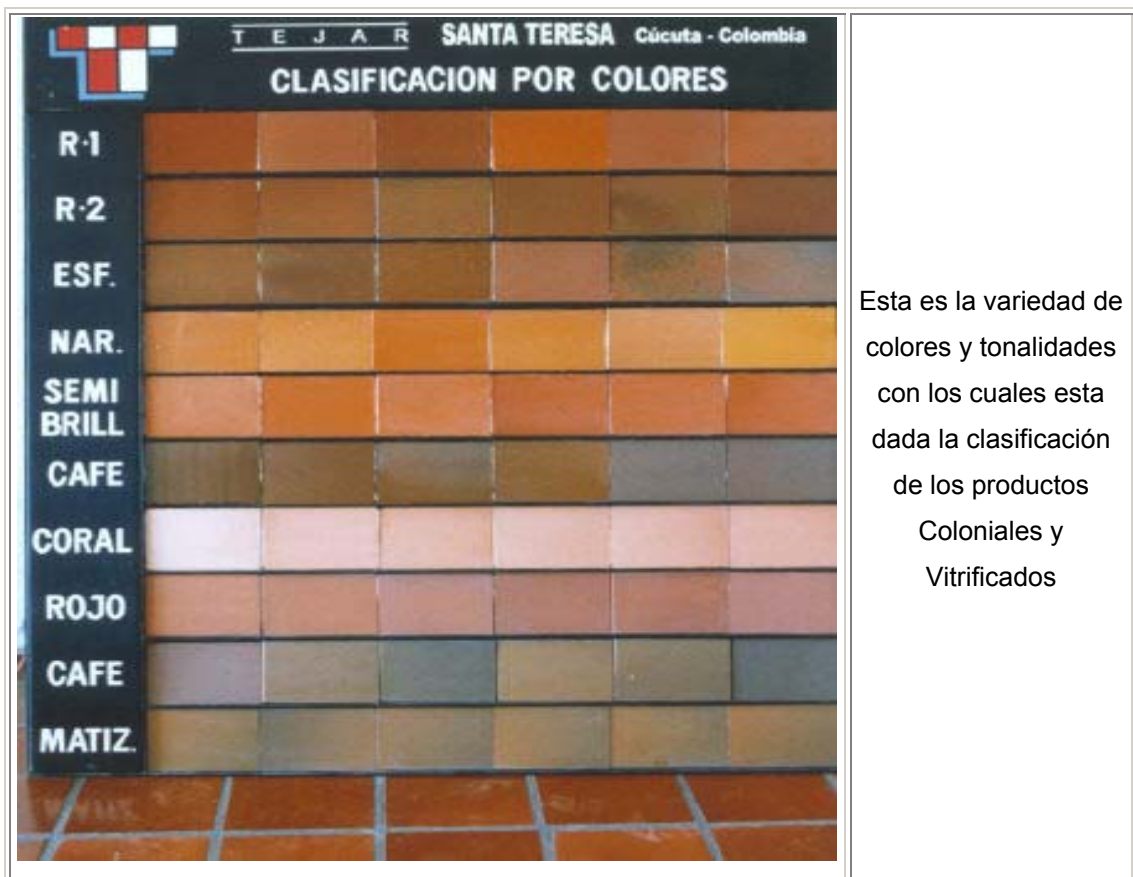 TEJAR SANTA TERESA Cúcuta - Colombia
CLASIFICACION POR COLORES
R·1
R·2
ESF.
NAR.
SEMI
BRILL
CAFE
CORAL
ROJO
CAFE
MATIZ.
Esta es la variedad de
colores y tonalidades
con los cuales esta
dada la clasificación
de los productos
Coloniales y
Vitrificados